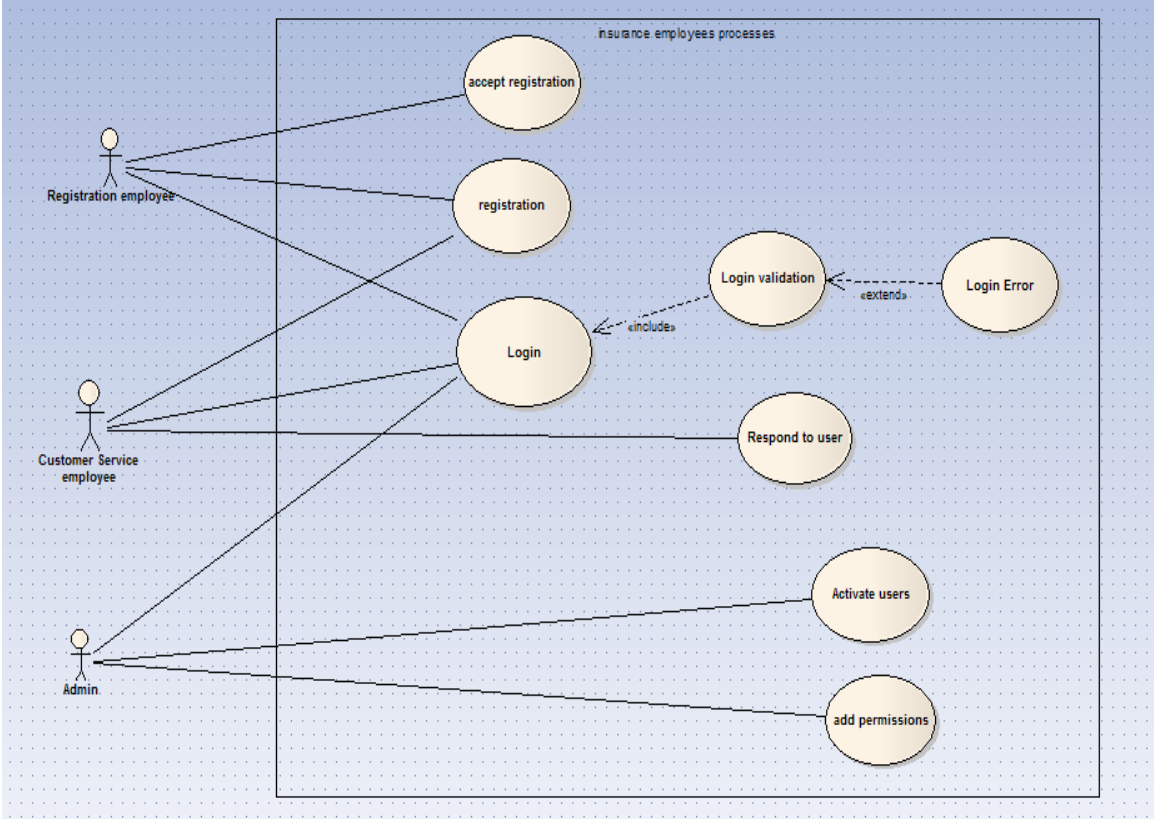 insurance employees processes
accept registration
Registration employee
registration
Login validation
Login Error
«extend»
«include»
Login
Customer Service
employee
Respond to user
Activate users
Admin
add permissions